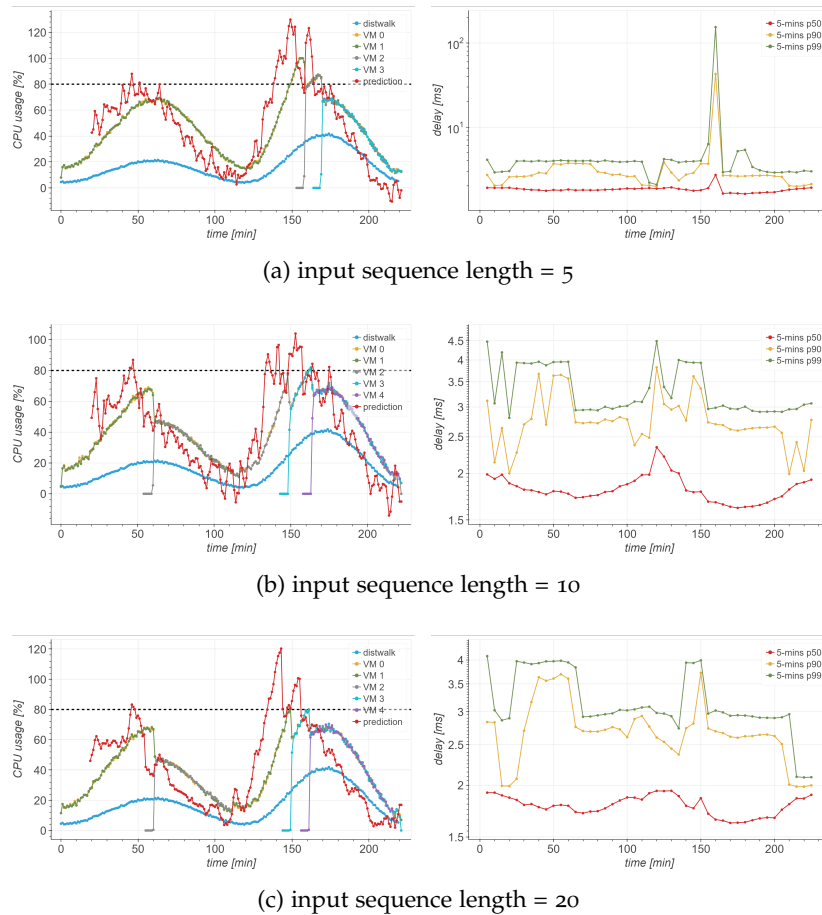 CPU usage [%]
120
100
80
60
40
20
0
0
50
100
150
200
time [min]
distwalk
VM 0
VM 1
VM 2
VM 3
prediction
delay [ms]
10²
10¹
0
50
100
150
200
time [min]
5-mins p50
5-mins p90
5-mins p99
(a) input sequence length = 5
CPU usage [%]
100
80
60
40
20
0
0
50
100
150
200
time [min]
distwalk
VM 0
VM 1
VM 2
VM 3
VM 4
prediction
delay [ms]
4.5
4
3.5
3
2.5
2
1.5
0
50
100
150
200
time [min]
5-mins p50
5-mins p90
5-mins p99
(b) input sequence length = 10
CPU usage [%]
120
100
80
60
40
20
0
0
50
100
150
200
time [min]
distwalk
VM 0
VM 1
VM 2
VM 3
VM 4
prediction
delay [ms]
4
3.5
3
2.5
2
1.5
0
50
100
150
200
time [min]
5-mins p50
5-mins p90
5-mins p99
(c) input sequence length = 20